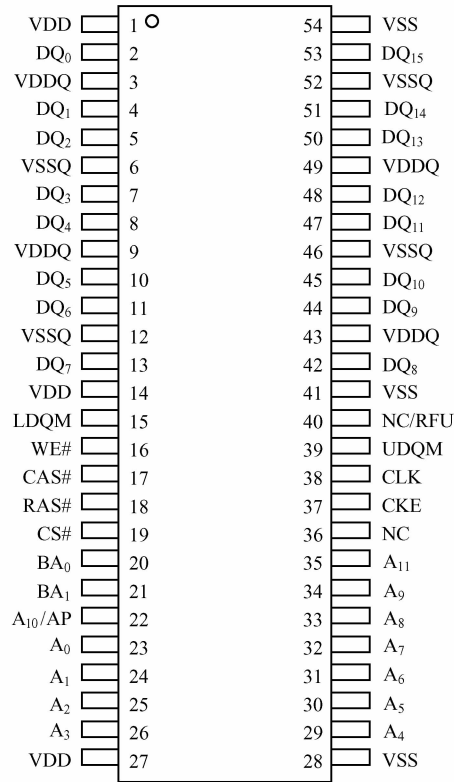 VDD 1 54 VSS
DQ₀ 2 53 DQ₁₅
VDDQ 3 52 VSSQ
DQ₁ 4 51 DQ₁₄
DQ₂ 5 50 DQ₁₃
VSSQ 6 49 VDDQ
DQ₃ 7 48 DQ₁₂
DQ₄ 8 47 DQ₁₁
VDDQ 9 46 VSSQ
DQ₅ 10 45 DQ₁₀
DQ₆ 11 44 DQ₉
VSSQ 12 43 VDDQ
DQ₇ 13 42 DQ₈
VDD 14 41 VSS
LDQM 15 40 NC/RFU
WE# 16 39 UDQM
CAS# 17 38 CLK
RAS# 18 37 CKE
CS# 19 36 NC
BA₀ 20 35 A₁₁
BA₁ 21 34 A₉
A₁₀/AP 22 33 A₈
A₀ 23 32 A₇
A₁ 24 31 A₆
A₂ 25 30 A₅
A₃ 26 29 A₄
VDD 27 28 VSS